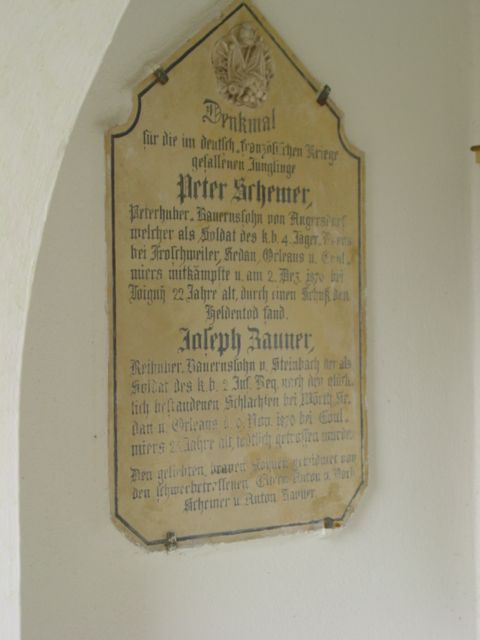 Denkmal
für die im deutsch-französischen Kriege
gefallenen Jünglinge
Peter Schemer,
Peterhuber-Bauernsohn von Angersdorf
welcher als Soldat des k.b. 4. Jäger
bei Froschweiler, Sedan, Orleans u. Coul-
miers mitkämpfte u. am 2. Dez. 1870 bei
Loigny 22 Jahre alt, durch einen Schuß den
Heldentod fand.
Joseph Zauner,
Bauernsohn v. Steinbach der als
Soldat des k.b. 2 Inf. Reg. nach den glück-
lich bestandenen Schlachten bei Wörth Se-
dan u. Orleans d. 9. Nov. 1870 bei Coul-
miers Jahre alt, tödtlich getroffen wurde.
Den geliebten, braven Söhnen gewidmet von
den schwerbetroffenen Eltern Anton u.
Schemer u. Anton Zauner.